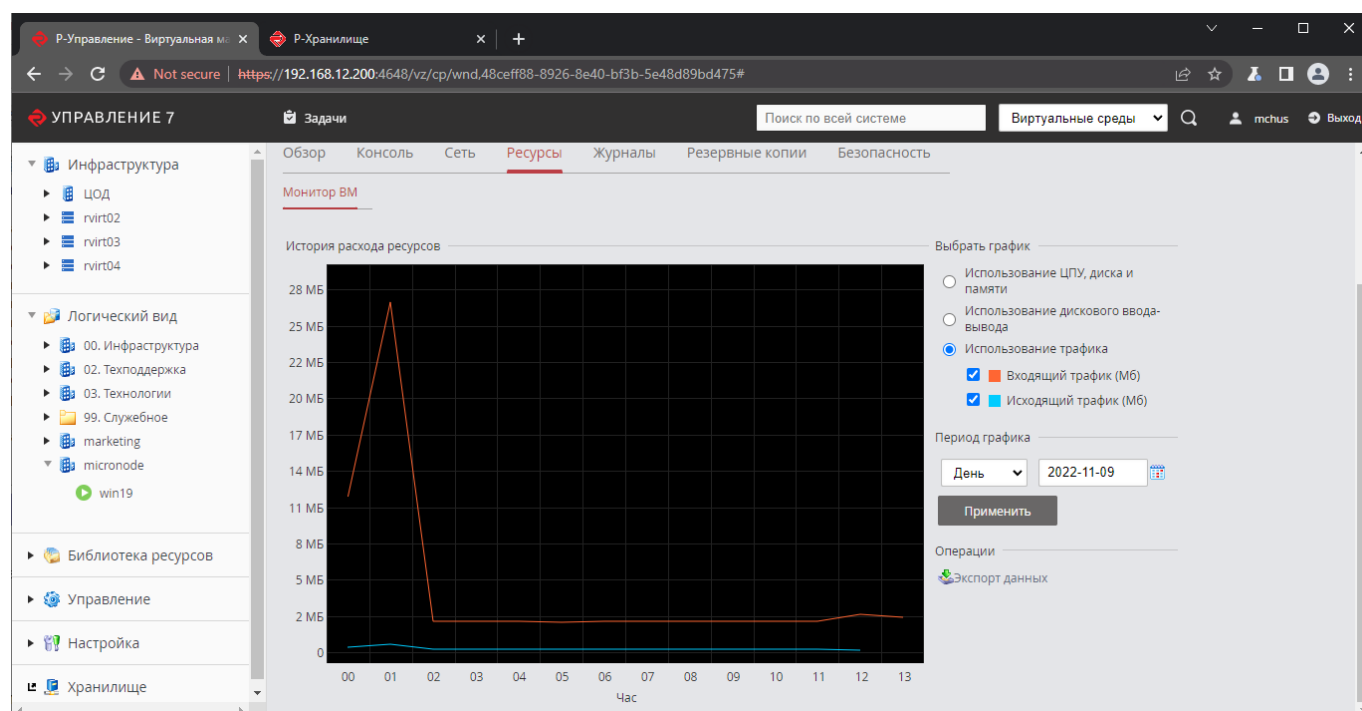 Р-Управление - Виртуальная ма
Р-Хранилище
Not secure https://192.168.12.200:4648/vz/cp/wnd,48ceff88-8926-8e40-bf3b-5e48d89bd475#
УПРАВЛЕНИЕ 7
Задачи
Поиск по всей системе
Виртуальные среды
mchus
Выход
Инфраструктура
ЦОД
rvirt02
rvirt03
rvirt04
Логический вид
00. Инфраструктура
02. Техподдержка
03. Технологии
99. Служебное
marketing
micronode
win19
Библиотека ресурсов
Управление
Настройка
Хранилище
Обзор Консоль Сеть Ресурсы Журналы Резервные копии Безопасность
Монитор ВМ
История расхода ресурсов
28 МБ
25 МБ
22 МБ
20 МБ
17 МБ
14 МБ
11 МБ
8 МБ
5 МБ
2 МБ
0
00 01 02 03 04 05 06 07 08 09 10 11 12 13
Час
Выбрать график
Использование ЦПУ, диска и
памяти
Использование дискового ввода-
вывода
Использование трафика
Входящий трафик (Мб)
Исходящий трафик (Мб)
Период графика
День 2022-11-09
Применить
Операции
Экспорт данных